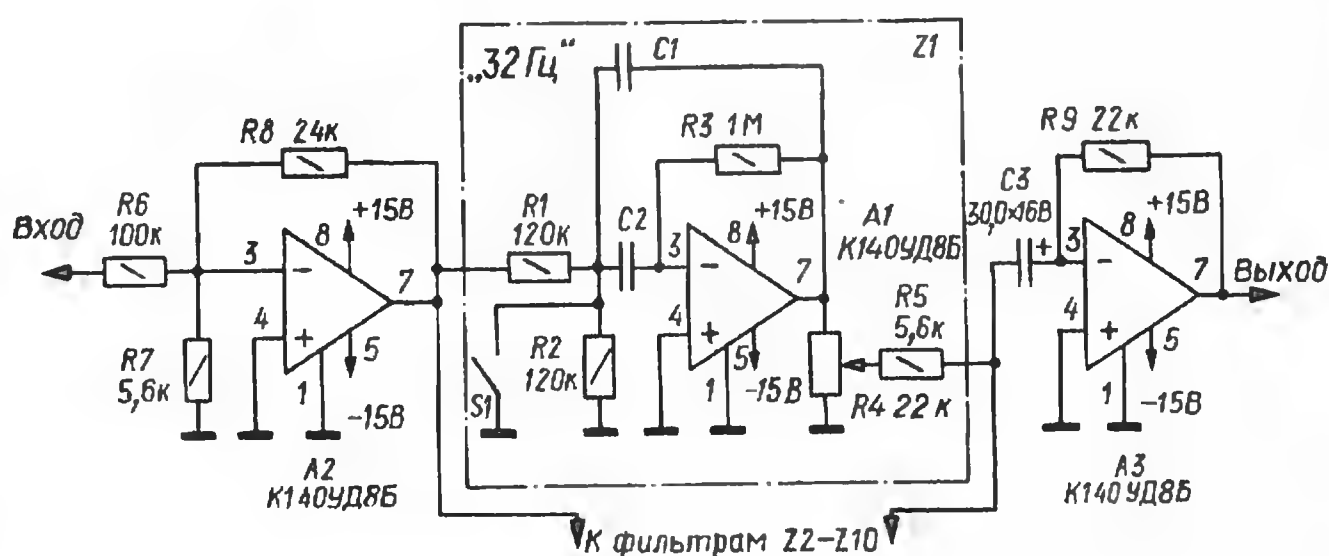 „32 Гц“
Z1
C1
R8 24к
R3 1М
R9 22к
C3
30,0×16В
R6
100к
Вход
+15В
8
3
−
4
+
7
5
1
−15В
R7
5,6к
A2
К140УД8Б
R1
120к
C2
S1
R2
120к
+15В
8
3
−
4
+
7
5
1
−15В
A1
К140УД8Б
R5
5,6к
R4 22к
+
+15В
8
3
−
4
+
7
5
1
−15В
Выход
A3
К140УД8Б
К фильтрам Z2–Z10